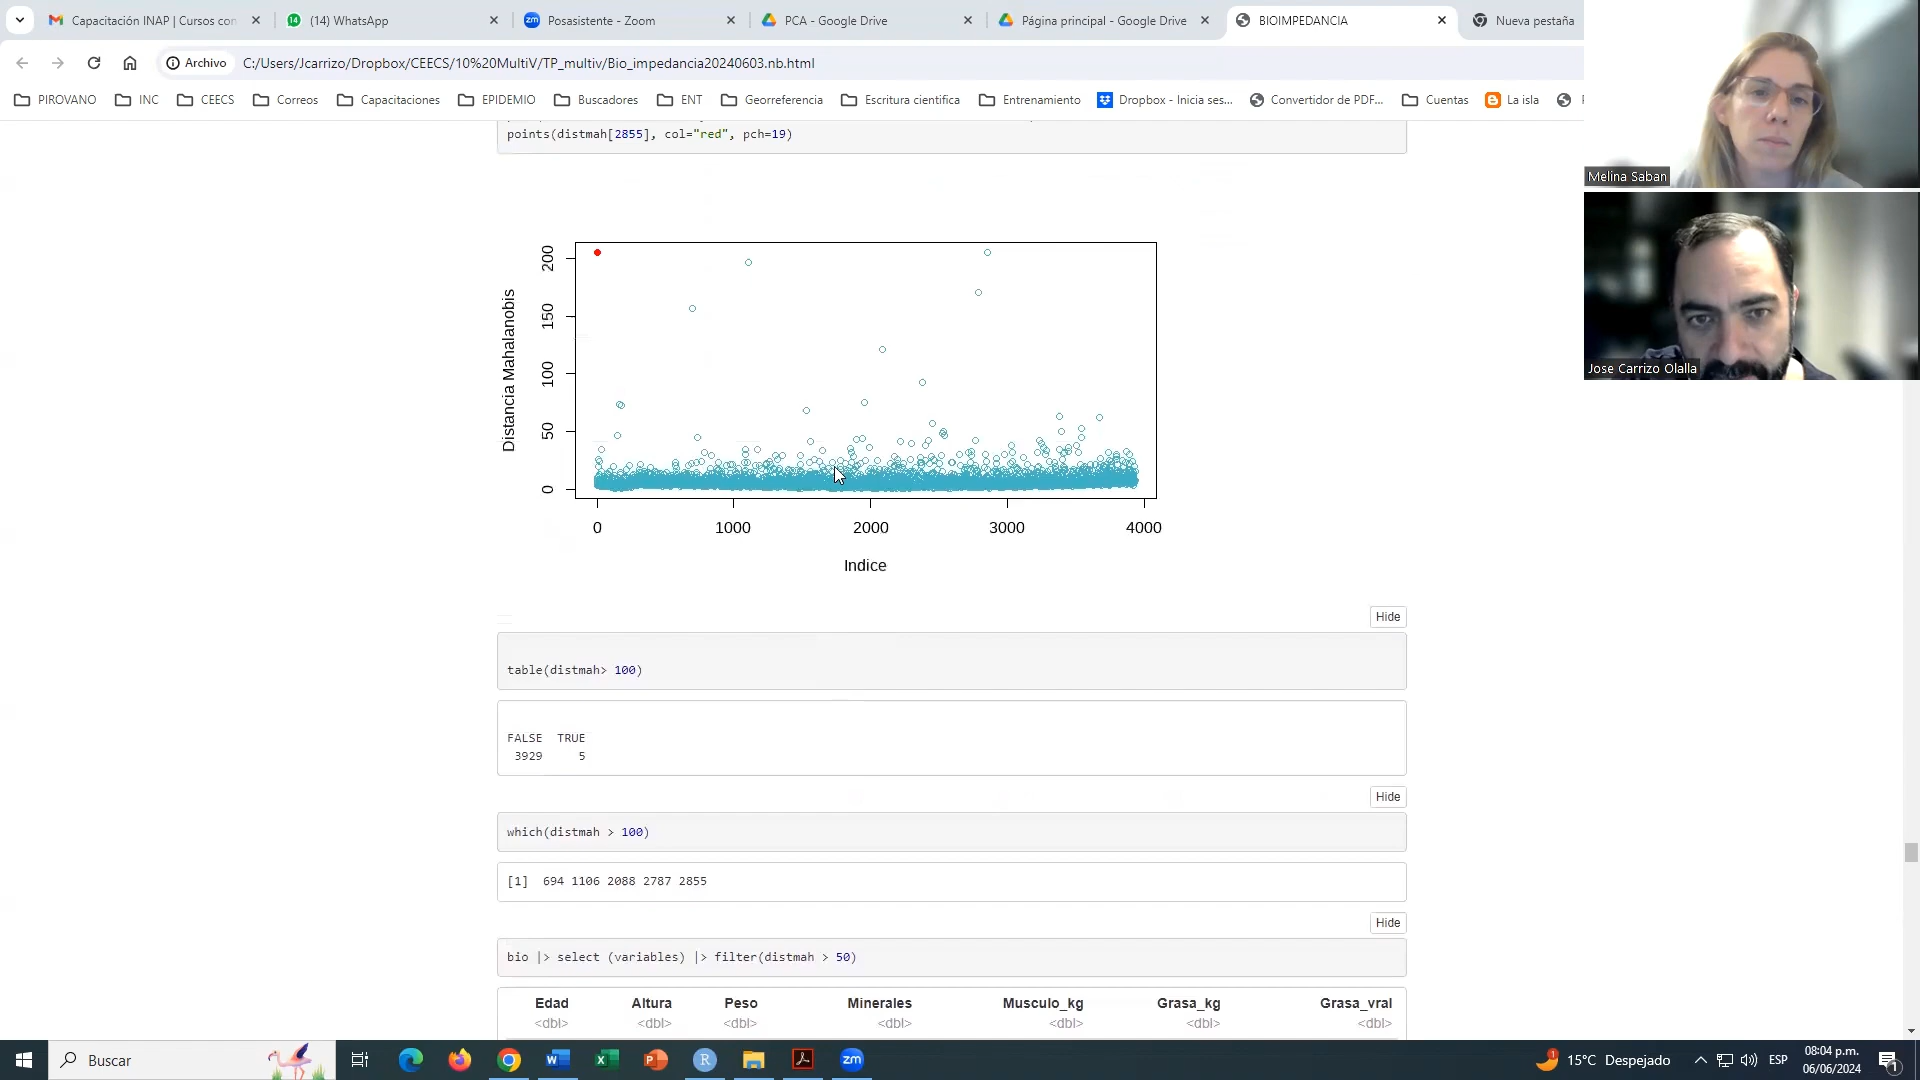 Capacitación INAP | Cursos con
(14) WhatsApp
Posasistente - Zoom
PCA - Google Drive
Página principal - Google Drive
BIOIMPEDANCIA
Nueva pestaña
Archivo
C:/Users/Jcarrizo/Dropbox/CEECS/10%20MultiV/TP_multiv/Bio_impedancia20240603.nb.html
PIROVANO
INC
CEECS
Correos
Capacitaciones
EPIDEMIO
Buscadores
ENT
Georreferencia
Escritura cientifica
Entrenamiento
Dropbox - Inicia ses...
Convertidor de PDF...
Cuentas
La isla
points(distmah[2855], col="red", pch=19)
Distancia Mahalanobis
200
150
100
50
0
0 1000 2000 3000 4000
Indice
Hide
table(distmah> 100)
FALSE TRUE
3929 5
Hide
which(distmah > 100)
[1] 694 1106 2088 2787 2855
Hide
bio |> select (variables) |> filter(distmah > 50)
Edad Altura Peso Minerales Musculo_kg Grasa_kg Grasa_vral
<dbl> <dbl> <dbl> <dbl> <dbl> <dbl> <dbl>
Melina Saban
Jose Carrizo Olalla
Buscar
15°C Despejado
ESP
08:04 p.m.
06/06/2024